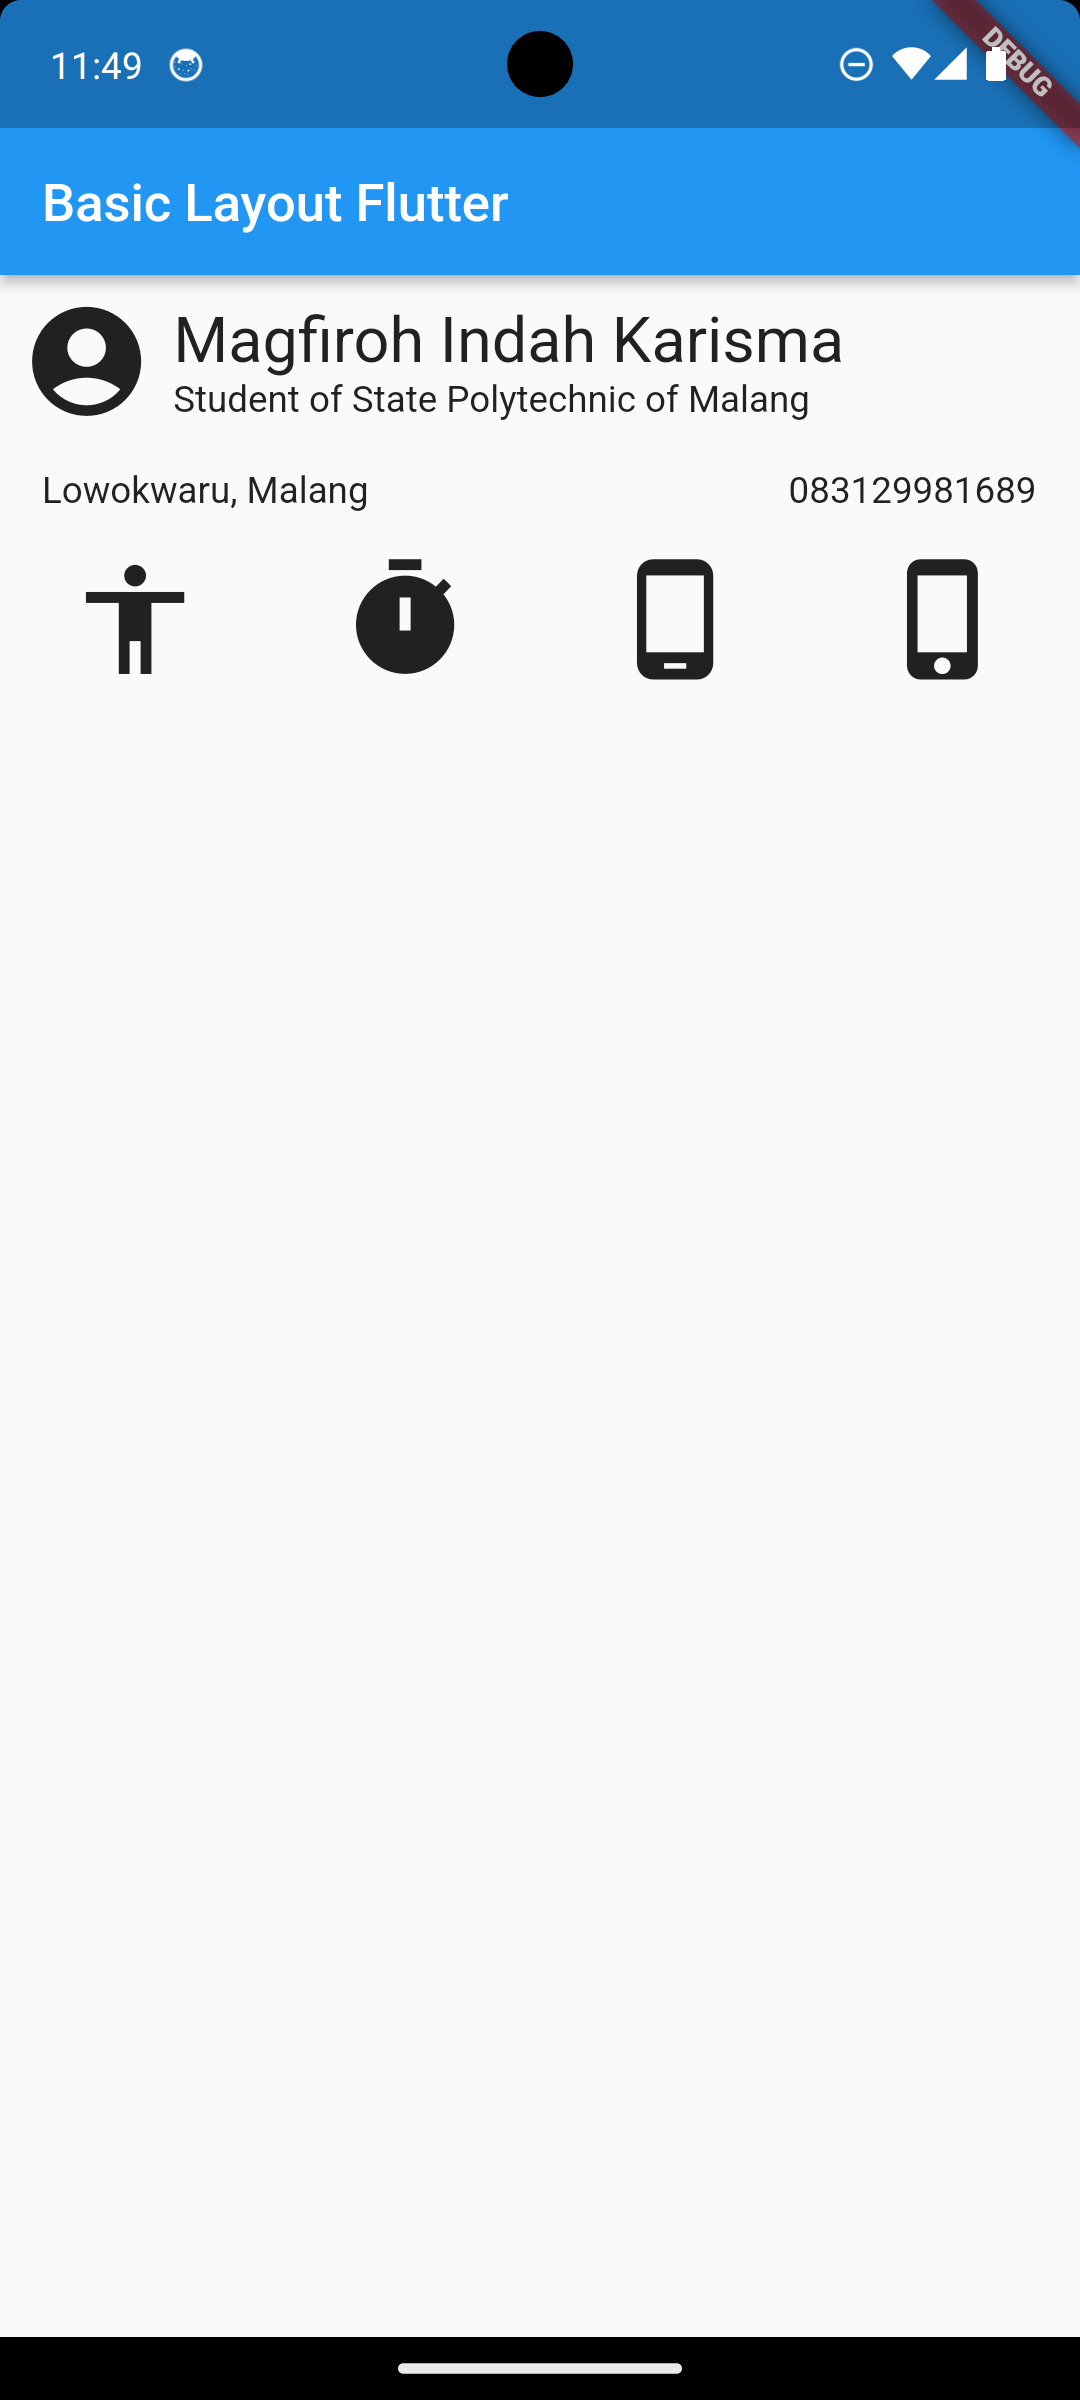 11:49
DEBUG
Basic Layout Flutter
Magfiroh Indah Karisma
Student of State Polytechnic of Malang
Lowokwaru, Malang
083129981689